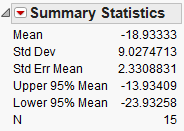 Summary Statistics
Mean -18.93333
Std Dev 9.0274713
Std Err Mean 2.3308831
Upper 95% Mean -13.93409
Lower 95% Mean -23.93258
N 15